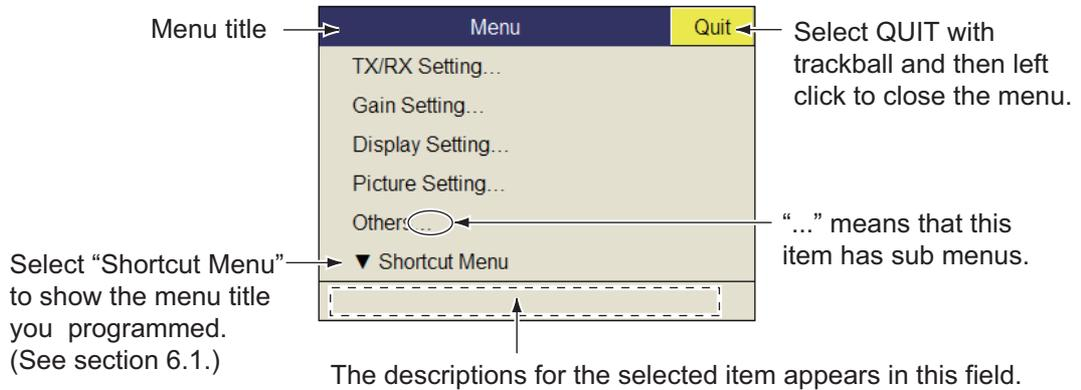 Menu title
Menu
Quit
Select QUIT with
trackball and then left
click to close the menu.
TX/RX Setting...
Gain Setting...
Display Setting...
Picture Setting...
Others...
"..." means that this
item has sub menus.
▼ Shortcut Menu
Select "Shortcut Menu"
to show the menu title
you programmed.
(See section 6.1.)
The descriptions for the selected item appears in this field.